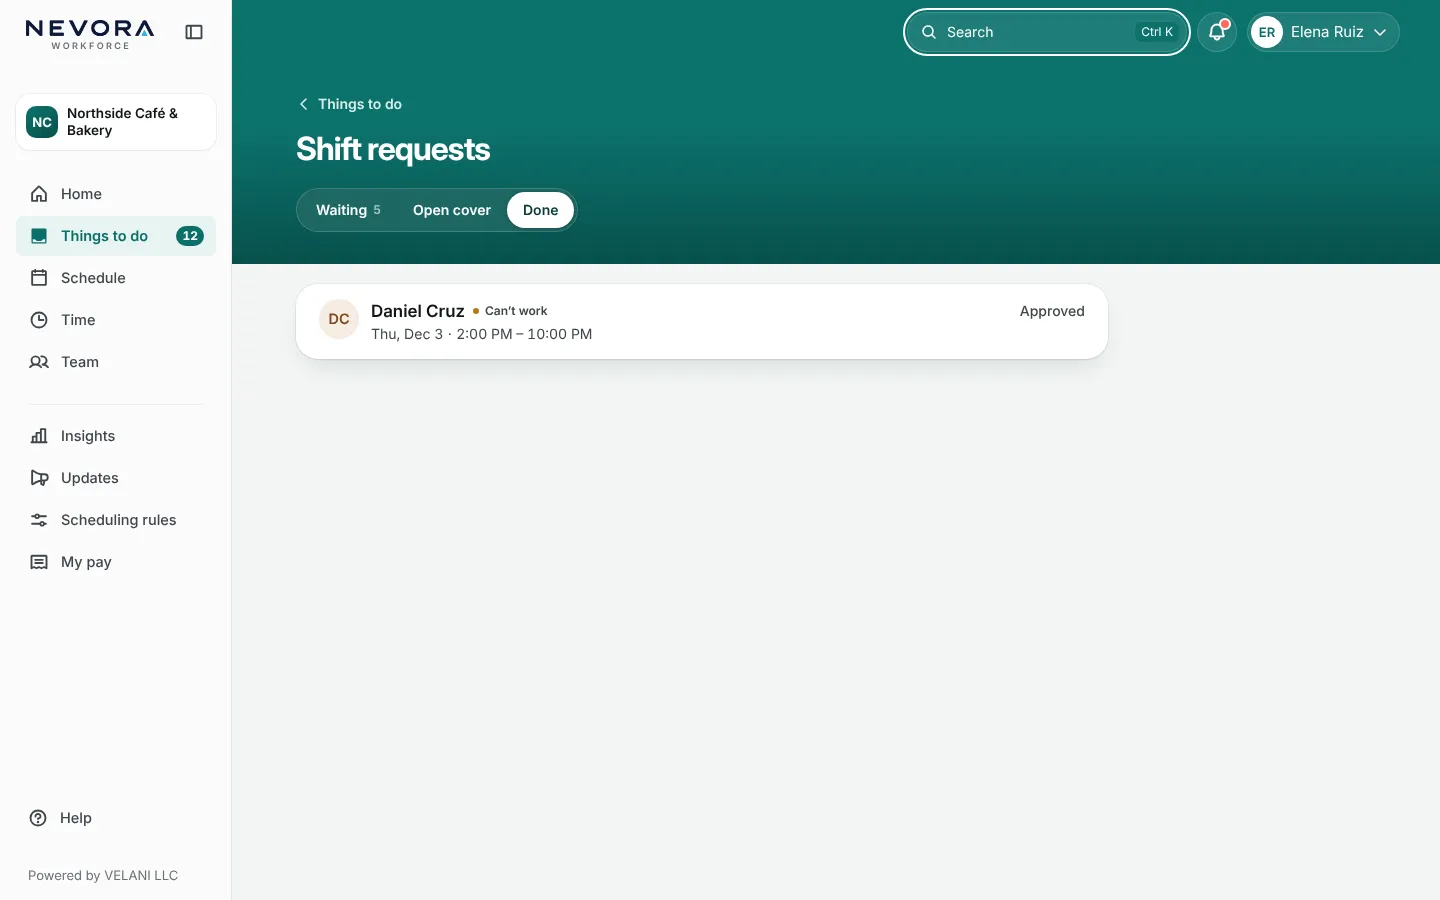 NEVORA
WORKFORCE
Search
Ctrl K
ER
Elena Ruiz
NC
Northside Café &
Bakery
Things to do
Shift requests
Waiting 5
Open cover
Done
Home
Things to do
12
Schedule
Time
Team
Insights
Updates
Scheduling rules
My pay
DC
Daniel Cruz
Can’t work
Approved
Thu, Dec 3 · 2:00 PM – 10:00 PM
Help
Powered by VELANI LLC